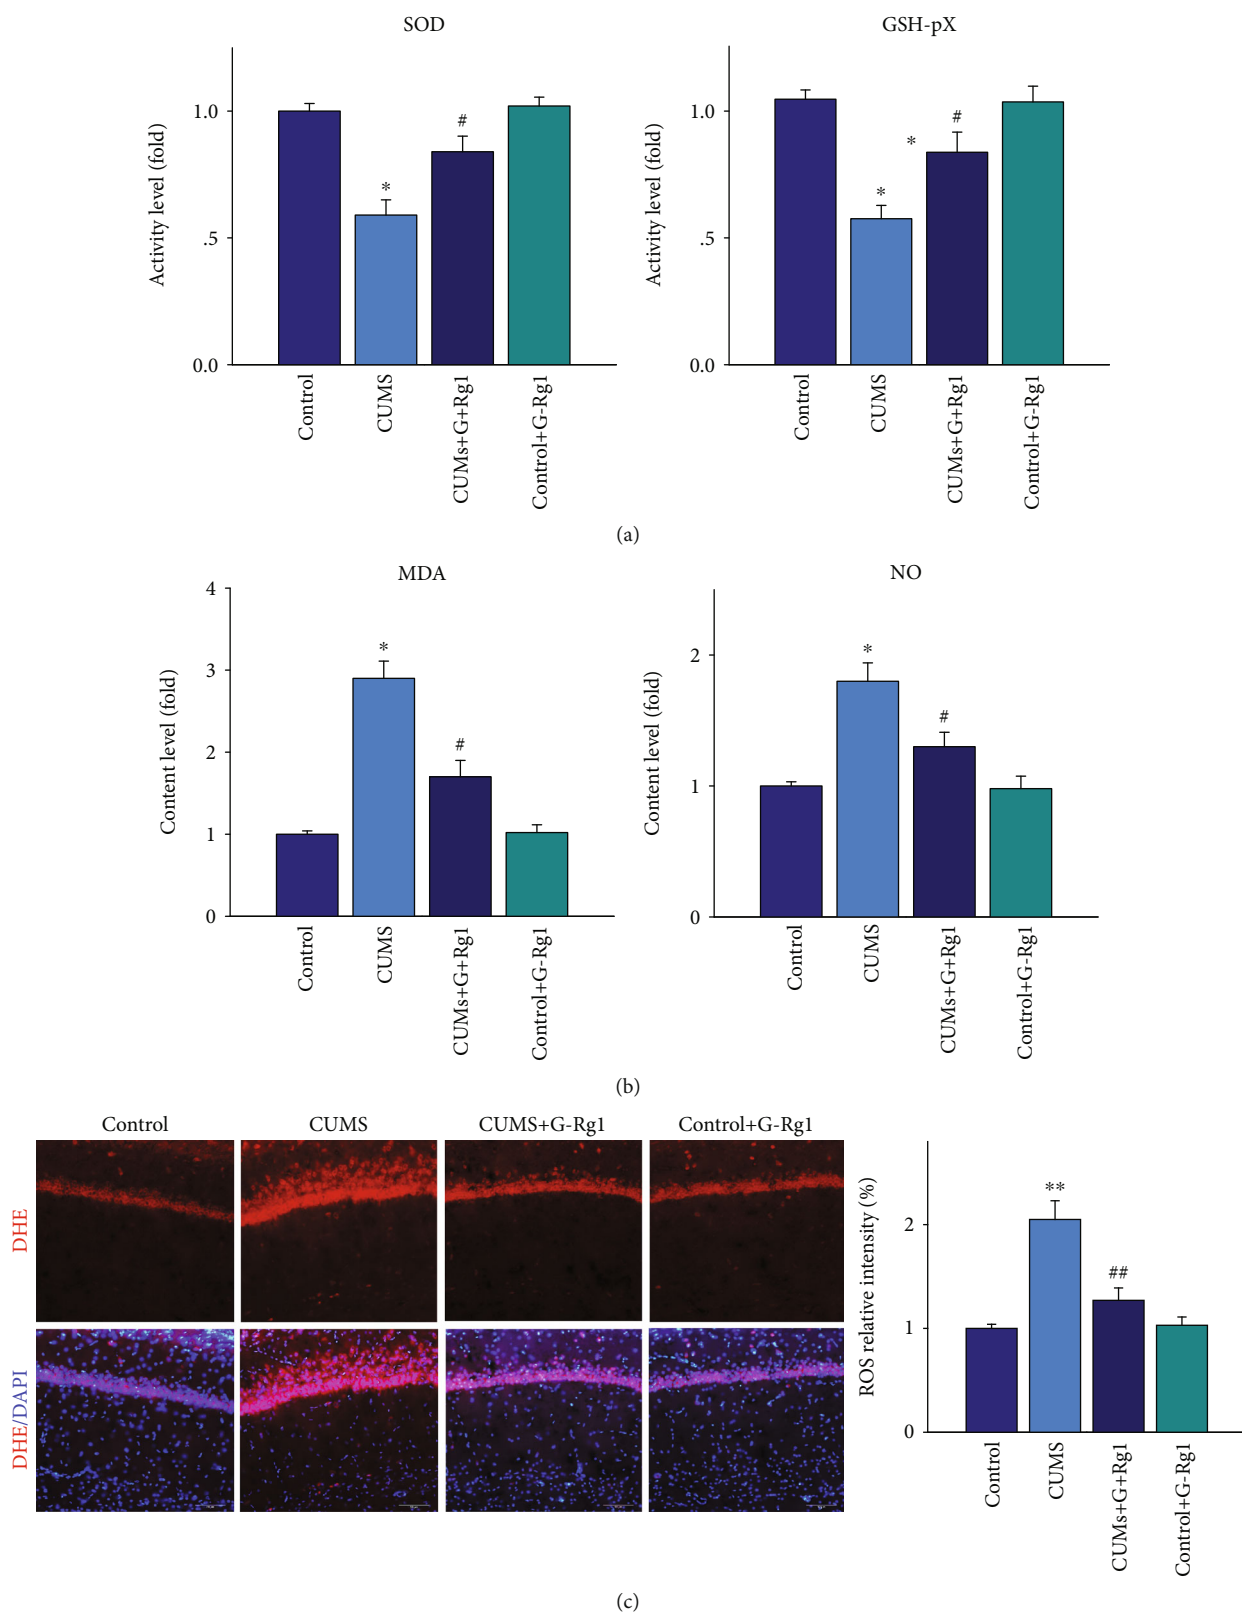 SOD
Activity level (fold)
1.0
.5
0.0
*
#
Control
CUMS
CUMs+G+Rg1
Control+G-Rg1
GSH-pX
Activity level (fold)
1.0
.5
0.0
*
*
#
Control
CUMS
CUMs+G+Rg1
Control+G-Rg1
(a)
MDA
Content level (fold)
4
3
2
1
0
*
#
Control
CUMS
CUMs+G+Rg1
Control+G-Rg1
NO
Content level (fold)
2
1
0
*
#
Control
CUMS
CUMs+G+Rg1
Control+G-Rg1
(b)
Control
CUMS
CUMS+G-Rg1
Control+G-Rg1
DHE
DHE/DAPI
ROS relative intensity (%)
2
1
0
**
##
Control
CUMS
CUMs+G+Rg1
Control+G-Rg1
(c)